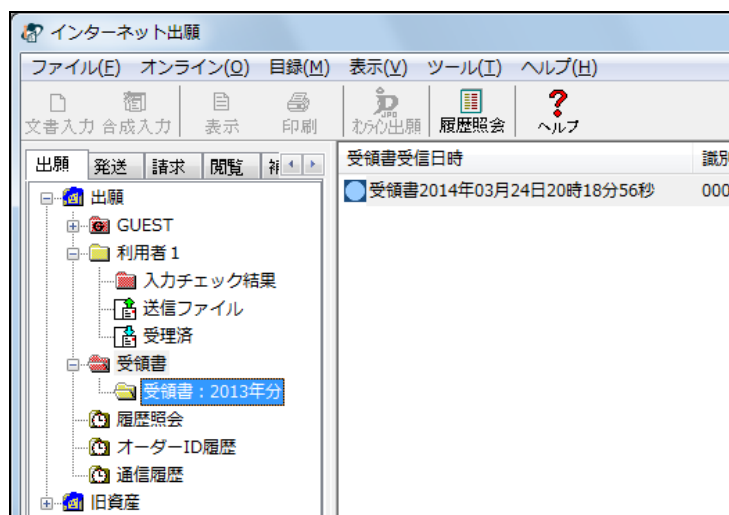 インターネット出願
ファイル(F) オンライン(O) 目録(M) 表示(V) ツール(T) ヘルプ(H)
文書入力 合成入力 表示 印刷 オンライン出願 履歴照会 ヘルプ
出願 発送 請求 閲覧
受領書受信日時 識別
受領書2014年03月24日20時18分56秒 000
出願
GUEST
利用者1
入力チェック結果
送信ファイル
受理済
受領書
受領書:2013年分
履歴照会
オーダーID履歴
通信履歴
旧資産